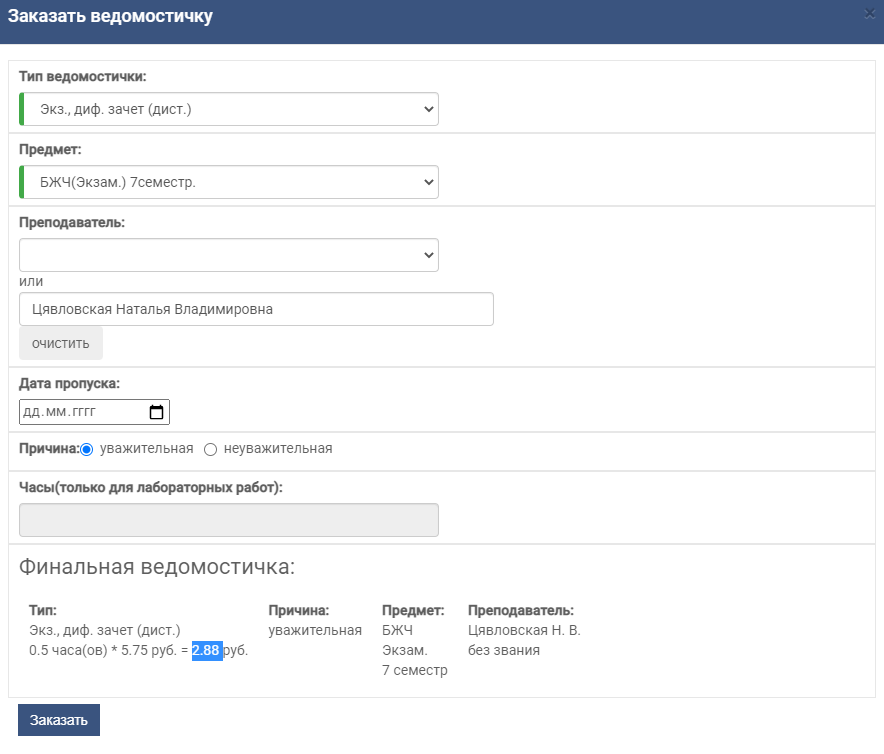 Заказать ведомостичку
×
Тип ведомостички:
Экз., диф. зачет (дист.)
Предмет:
БЖЧ(Экзам.) 7семестр.
Преподаватель:
или
Цявловская Наталья Владимировна
очистить
Дата пропуска:
дд.мм.гггг
Причина: уважительная неуважительная
Часы(только для лабораторных работ):
Финальная ведомостичка:
Тип: Причина: Предмет: Преподаватель:
Экз., диф. зачет (дист.) уважительная БЖЧ Цявловская Н. В.
0.5 часа(ов) * 5.75 руб. = 2.88 руб. Экзам. без звания
7 семестр
Заказать